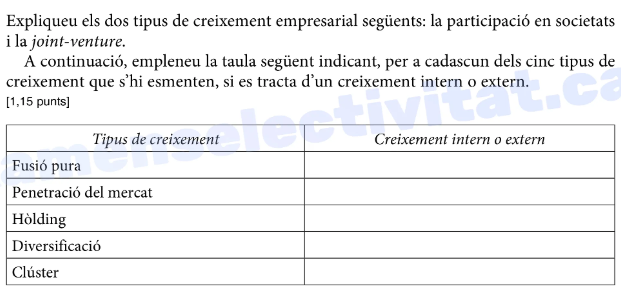 Expliqueu els dos tipus de creixement empresarial següents: la participació en societats
i la joint-venture.
A continuació, empleneu la taula següent indicant, per a cadascun dels cinc tipus de
creixement que s'hi esmenten, si es tracta d'un creixement intern o extern.
[1,15 punts]
Tipus de creixement Creixement intern o extern
Fusió pura
Penetració del mercat
Hòlding
Diversificació
Clúster
amenselectivitat.ca